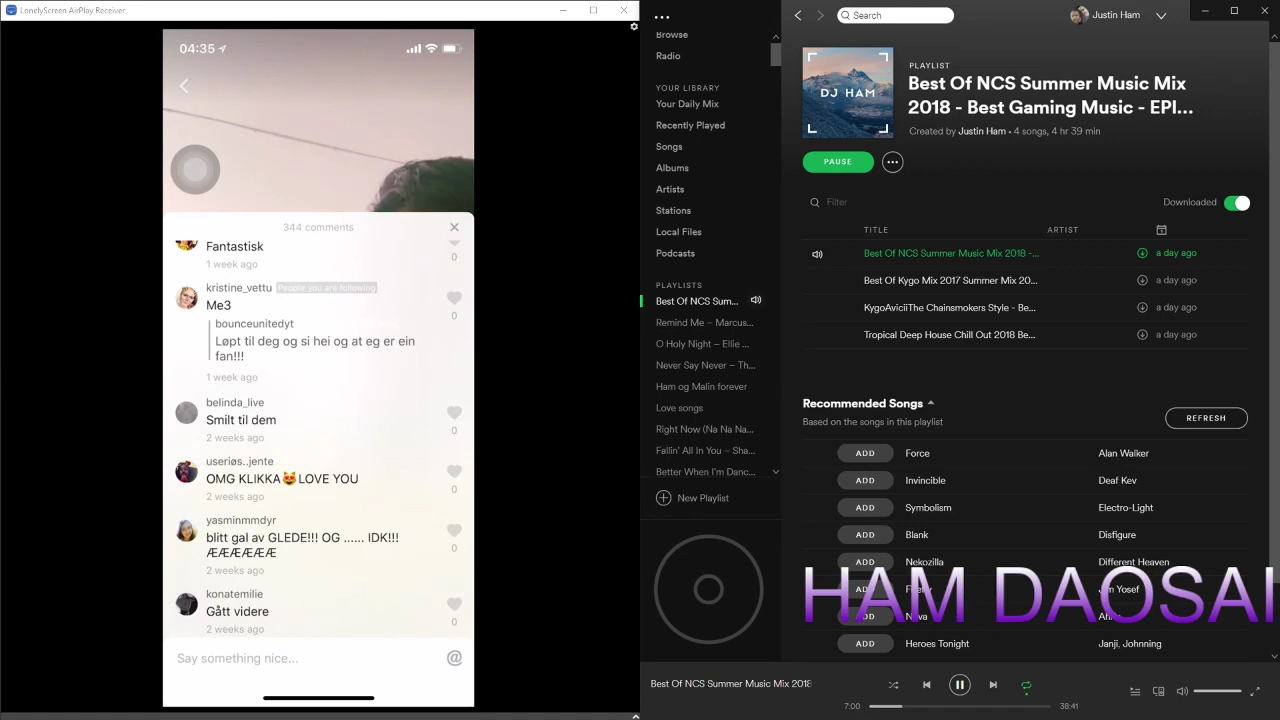 LonelyScreen AirPlay Receiver
04:35
344 comments
Fantastisk
1 week ago
0
kristine_vettu People you are following
Me3
0
bounceunitedyt
Løpt til deg og si hei og at eg er ein
fan!!!
1 week ago
belinda_live
Smilt til dem
0
2 weeks ago
useriøs..jente
OMG KLIKKA😻LOVE YOU
0
2 weeks ago
yasminmmdyr
blitt gal av GLEDE!!! OG ...... IDK!!!
ÆÆÆÆÆÆÆ
0
2 weeks ago
konatemilie
Gått videre
0
2 weeks ago
Say something nice...
@
Browse
Radio
YOUR LIBRARY
Your Daily Mix
Recently Played
Songs
Albums
Artists
Stations
Local Files
Podcasts
PLAYLISTS
Best Of NCS Sum...
Remind Me – Marcus...
O Holy Night – Ellie ...
Never Say Never – Th...
Ham og Malin forever
Love songs
Right Now (Na Na Na...
Fallin' All In You – Sha...
Better When I'm Danc...
New Playlist
Search
Justin Ham
DJ HAM
PLAYLIST
Best Of NCS Summer Music Mix
2018 - Best Gaming Music - EPI...
Created by Justin Ham • 4 songs, 4 hr 39 min
PAUSE
Filter
Downloaded
TITLE ARTIST
Best Of NCS Summer Music Mix 2018 -... a day ago
Best Of Kygo Mix 2017 Summer Mix 20... a day ago
KygoAviciiThe Chainsmokers Style - Be... a day ago
Tropical Deep House Chill Out 2018 Be... a day ago
Recommended Songs
Based on the songs in this playlist
REFRESH
ADD Force Alan Walker
ADD Invincible Deaf Kev
ADD Symbolism Electro-Light
ADD Blank Disfigure
ADD Nekozilla Different Heaven
Jim Yosef
HAM DAOSAI
ADD Heroes Tonight Janji, Johnning
Best Of NCS Summer Music Mix 2018
7:00
38:41